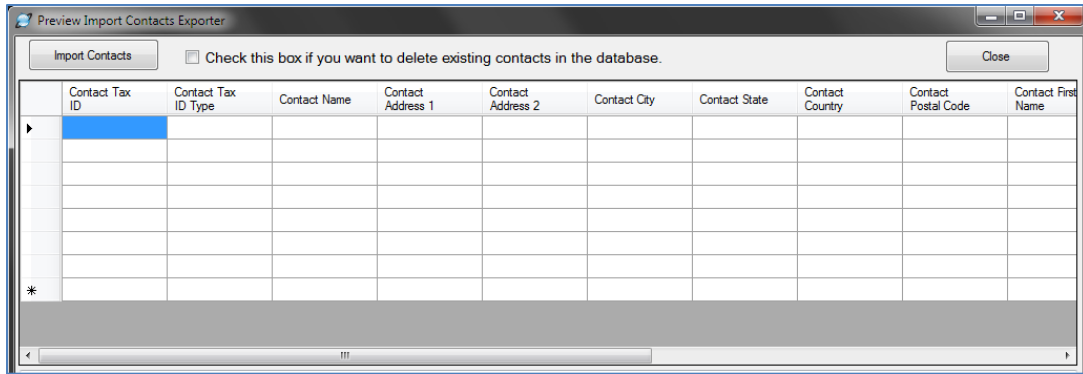 Preview Import Contacts Exporter
Import Contacts
Check this box if you want to delete existing contacts in the database.
Close
Contact Tax ID
Contact Tax ID Type
Contact Name
Contact Address 1
Contact Address 2
Contact City
Contact State
Contact Country
Contact Postal Code
Contact First Name